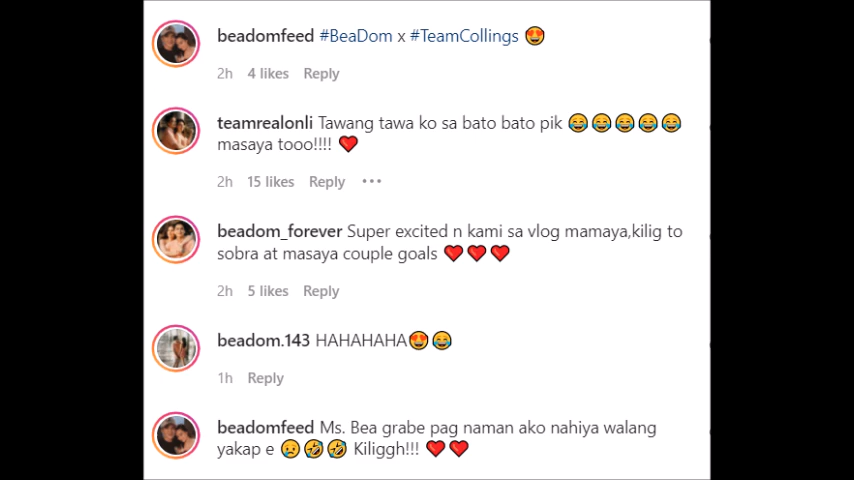 beadomfeed #BeaDom x #TeamCollings 😍
2h 4 likes Reply
teamrealonli Tawang tawa ko sa bato bato pik 😂😂😂😂😂
masaya tooo!!!! ❤️
2h 15 likes Reply •••
beadom_forever Super excited n kami sa vlog mamaya,kilig to
sobra at masaya couple goals ❤️❤️❤️
2h 5 likes Reply
beadom.143 HAHAHAHA😍😂
1h Reply
beadomfeed Ms. Bea grabe pag naman ako nahiya walang
yakap e 😢🤣🤣 Kiliggh!!! ❤️❤️